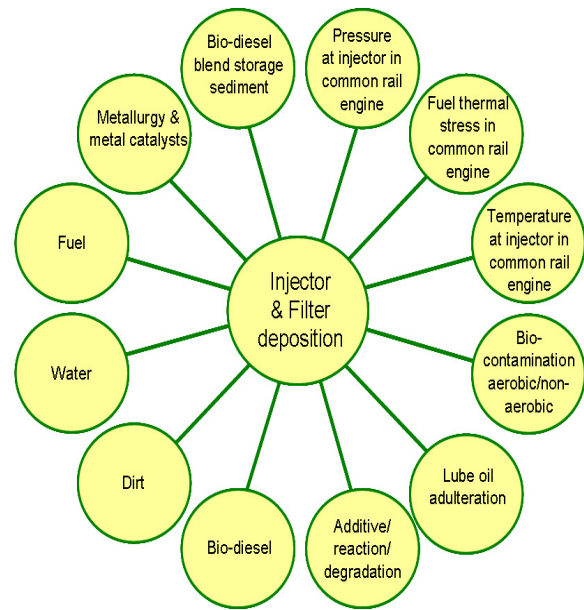 Bio-diesel
blend storage
sediment
Pressure
at injector in
common rail
engine
Fuel thermal
stress in
common rail
engine
Temperature
at injector in
common rail
engine
Bio-
contamination
aerobic/non-
aerobic
Lube oil
adulteration
Additive/
reaction/
degradation
Bio-diesel
Dirt
Water
Fuel
Metallurgy &
metal catalysts
Injector
& Filter
deposition